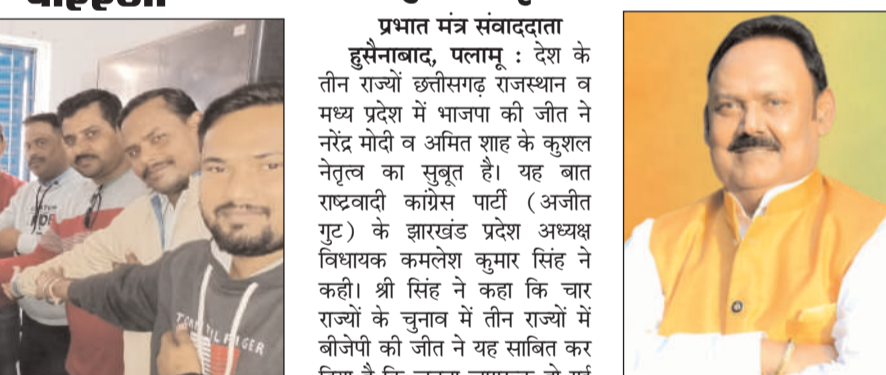 प्रभात मंत्र संवाददाता
हुसैनाबाद, पलामू : देश के
तीन राज्यों छत्तीसगढ़ राजस्थान व
मध्य प्रदेश में भाजपा की जीत ने
नरेंद्र मोदी व अमित शाह के कुशल
नेतृत्व का सुबूत है। यह बात
राष्ट्रवादी कांग्रेस पार्टी (अजीत
गुट) के झारखंड प्रदेश अध्यक्ष
विधायक कमलेश कुमार सिंह ने
कही। श्री सिंह ने कहा कि चार
राज्यों के चुनाव में तीन राज्यों में
बीजेपी की जीत ने यह साबित कर